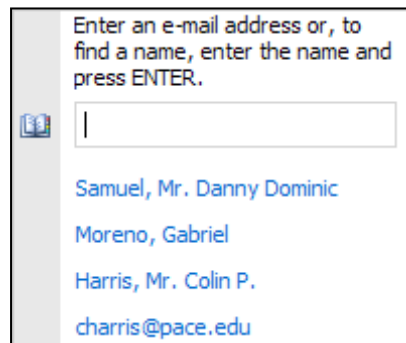 Enter an e-mail address or, to
find a name, enter the name and
press ENTER.
Samuel, Mr. Danny Dominic
Moreno, Gabriel
Harris, Mr. Colin P.
charris@pace.edu